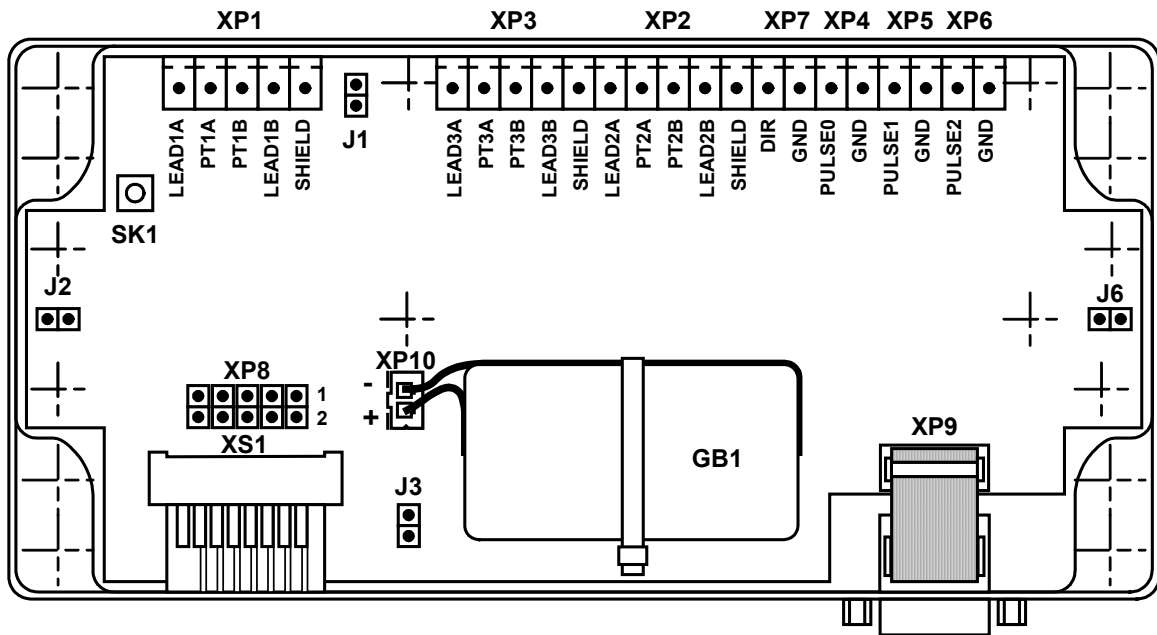 XP1 XP3 XP2 XP7 XP4 XP5 XP6
J1
LEAD1A
PT1A
PT1B
LEAD1B
SHIELD
LEAD3A
PT3A
PT3B
LEAD3B
SHIELD
LEAD2A
PT2A
PT2B
LEAD2B
SHIELD
DIR
GND
PULSE0
GND
PULSE1
GND
PULSE2
GND
SK1
J2
J6
XP8
1
2
XP10
-
+
XS1
J3
GB1
XP9